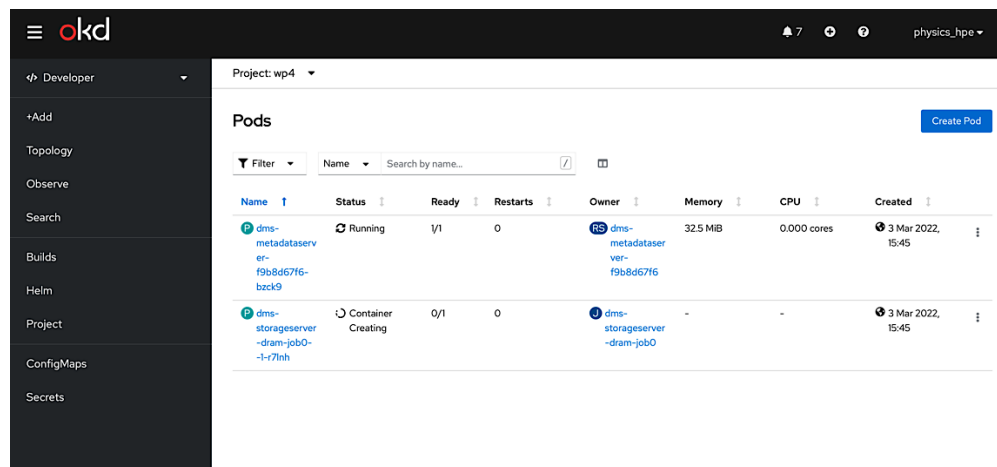 okd
7
physics_hpe
</> Developer
Project: wp4
+Add
Topology
Observe
Search
Builds
Helm
Project
ConfigMaps
Secrets
Pods
Create Pod
Filter
Name
Search by name...
/
Name Status Ready Restarts Owner Memory CPU Created
P dms-
metadataserv
er-
f9b8d67f6-
bzck9
Running
1/1
0
RS dms-
metadataser
ver-
f9b8d67f6
32.5 MiB
0.000 cores
3 Mar 2022,
15:45
P dms-
storageserver
-dram-job0-
-1-r7lnh
Container
Creating
0/1
0
J dms-
storageserver
-dram-job0
-
-
3 Mar 2022,
15:45